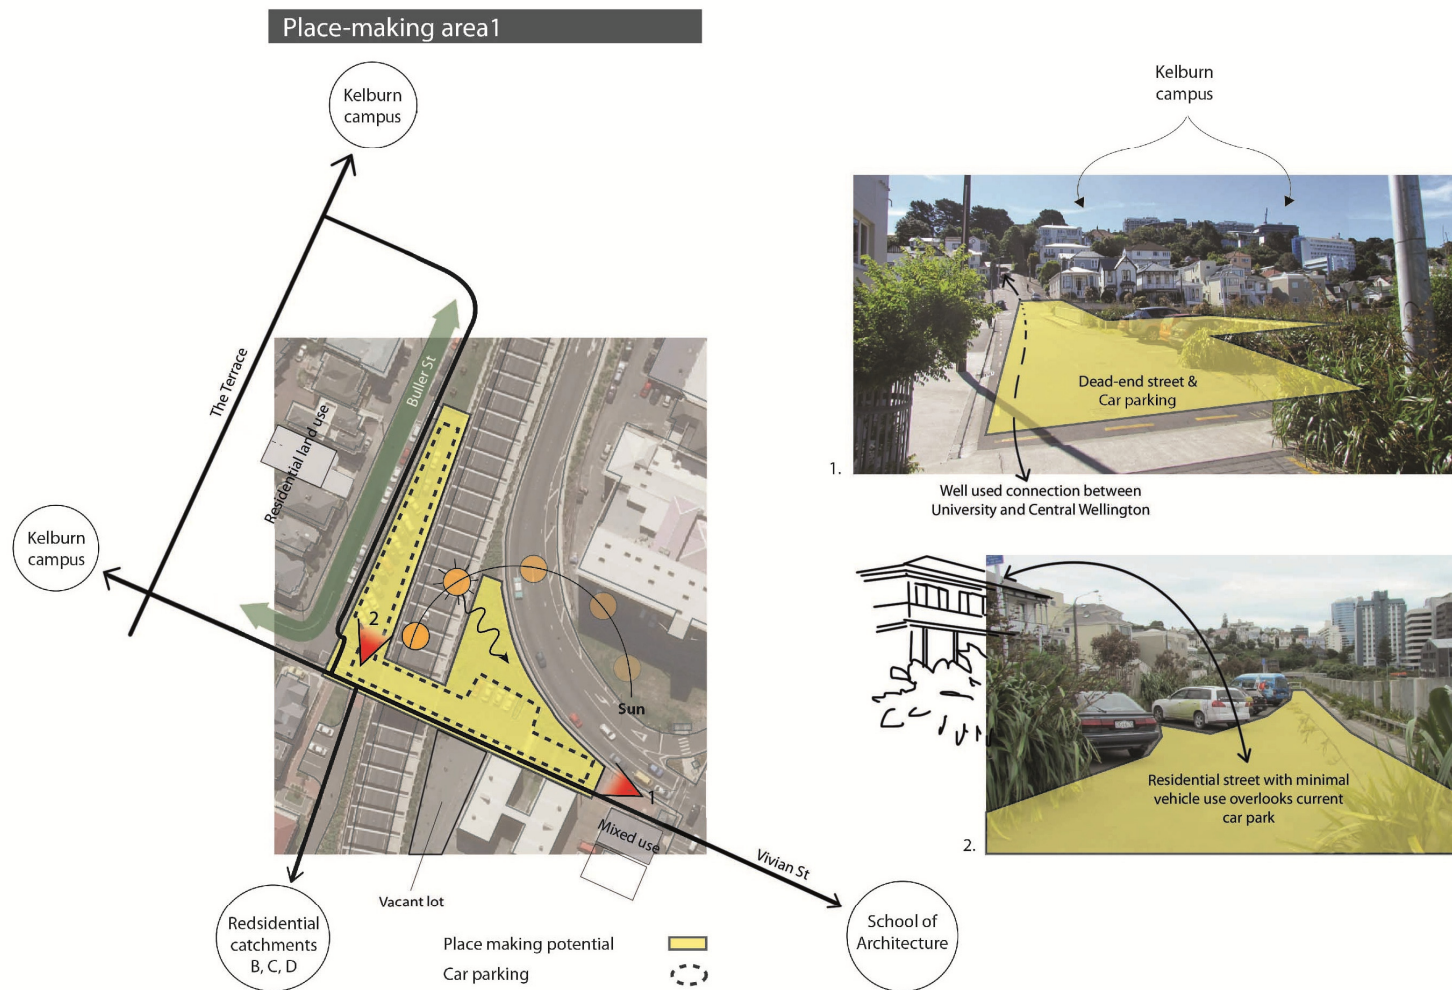 Place-making area1
Kelburn
campus
The Terrace
Buller St
Residential land use
Kelburn
campus
2
Sun
1
Mixed use
Vivian St
Vacant lot
Redsidential
catchments
B, C, D
School of
Architecture
Place making potential
Car parking
Kelburn
campus
Dead-end street &
Car parking
1.
Well used connection between
University and Central Wellington
Residential street with minimal
vehicle use overlooks current
car park
2.